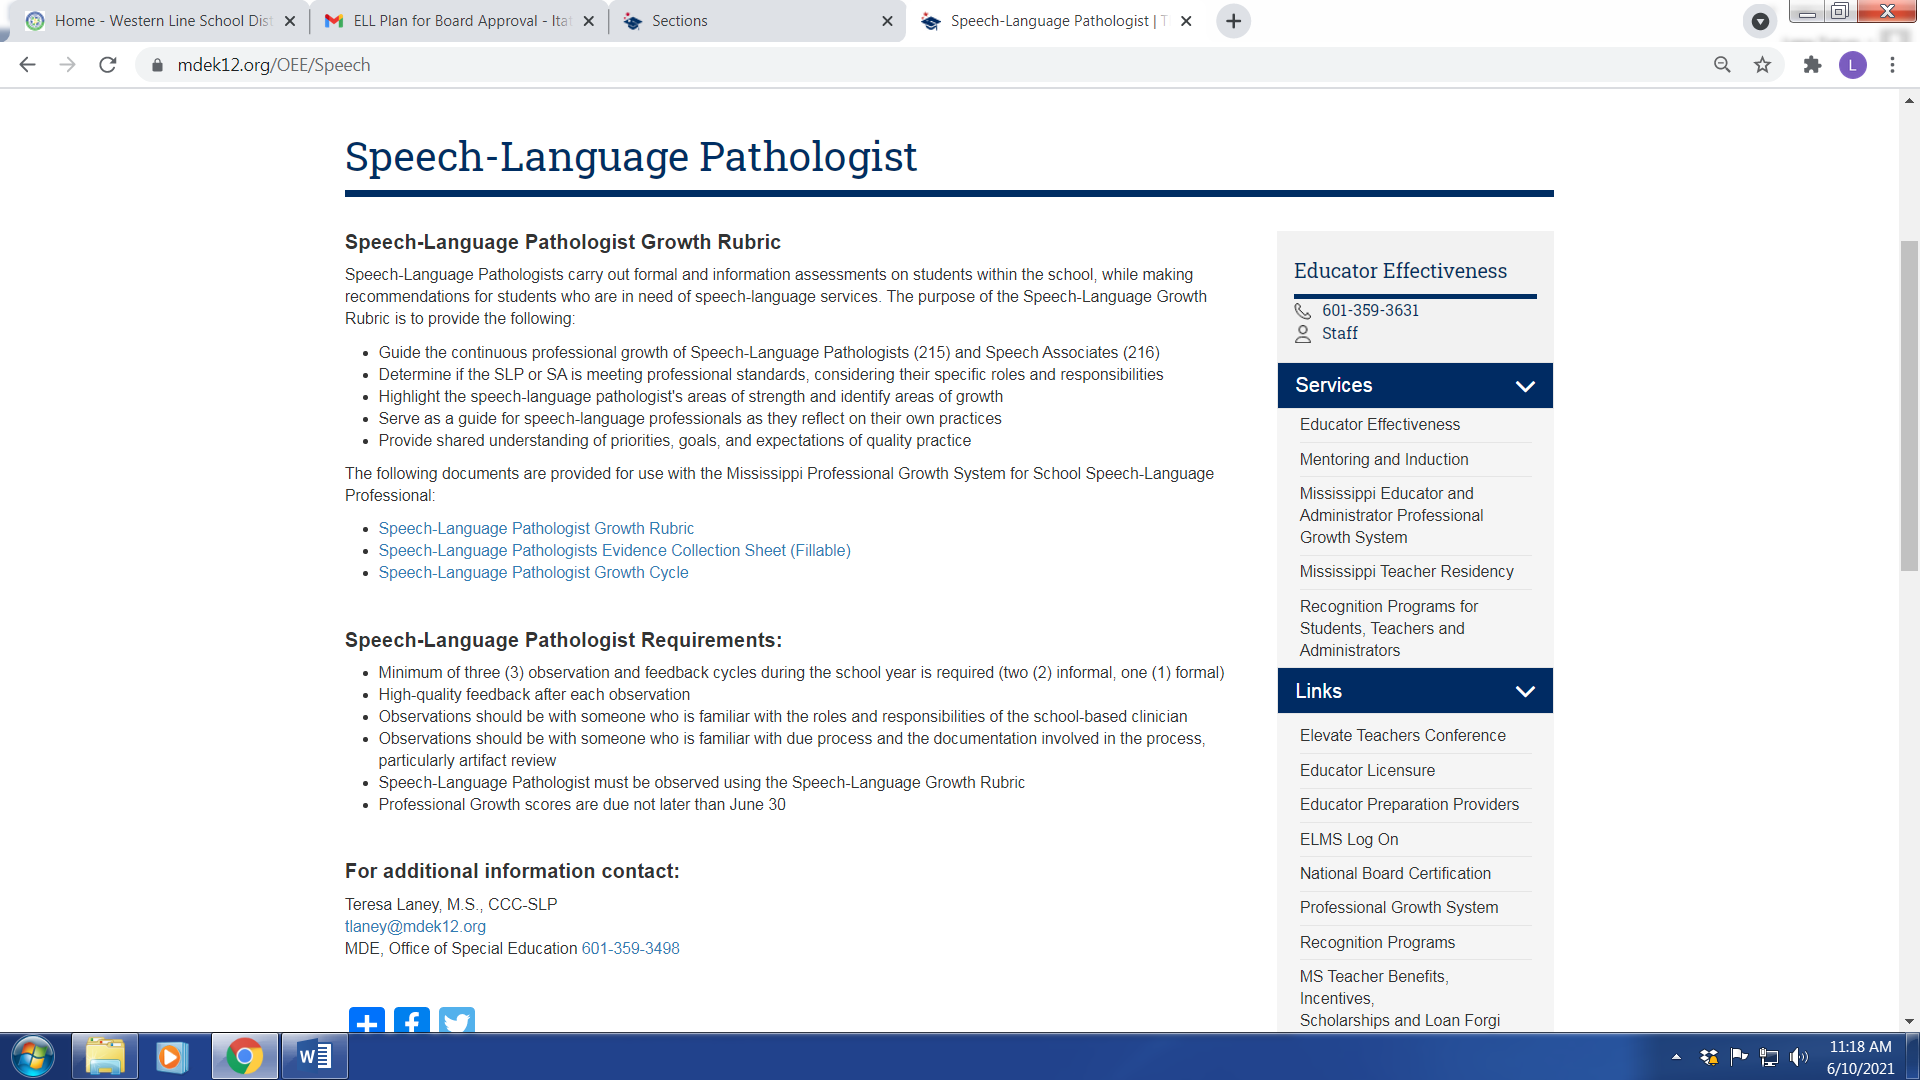 Home - Western Line School Dist
ELL Plan for Board Approval - Ita
Sections
Speech-Language Pathologist | T
mdek12.org/OEE/Speech
L
Speech-Language Pathologist
Speech-Language Pathologist Growth Rubric
Speech-Language Pathologists carry out formal and information assessments on students within the school, while making
recommendations for students who are in need of speech-language services. The purpose of the Speech-Language Growth
Rubric is to provide the following:
Guide the continuous professional growth of Speech-Language Pathologists (215) and Speech Associates (216)
Determine if the SLP or SA is meeting professional standards, considering their specific roles and responsibilities
Highlight the speech-language pathologist's areas of strength and identify areas of growth
Serve as a guide for speech-language professionals as they reflect on their own practices
Provide shared understanding of priorities, goals, and expectations of quality practice
The following documents are provided for use with the Mississippi Professional Growth System for School Speech-Language
Professional:
Speech-Language Pathologist Growth Rubric
Speech-Language Pathologists Evidence Collection Sheet (Fillable)
Speech-Language Pathologist Growth Cycle
Speech-Language Pathologist Requirements:
Minimum of three (3) observation and feedback cycles during the school year is required (two (2) informal, one (1) formal)
High-quality feedback after each observation
Observations should be with someone who is familiar with the roles and responsibilities of the school-based clinician
Observations should be with someone who is familiar with due process and the documentation involved in the process,
particularly artifact review
Speech-Language Pathologist must be observed using the Speech-Language Growth Rubric
Professional Growth scores are due not later than June 30
For additional information contact:
Teresa Laney, M.S., CCC-SLP
tlaney@mdek12.org
MDE, Office of Special Education 601-359-3498
Educator Effectiveness
601-359-3631
Staff
Services
Educator Effectiveness
Mentoring and Induction
Mississippi Educator and
Administrator Professional
Growth System
Mississippi Teacher Residency
Recognition Programs for
Students, Teachers and
Administrators
Links
Elevate Teachers Conference
Educator Licensure
Educator Preparation Providers
ELMS Log On
National Board Certification
Professional Growth System
Recognition Programs
MS Teacher Benefits,
Incentives,
Scholarships and Loan Forgi
11:18 AM
6/10/2021